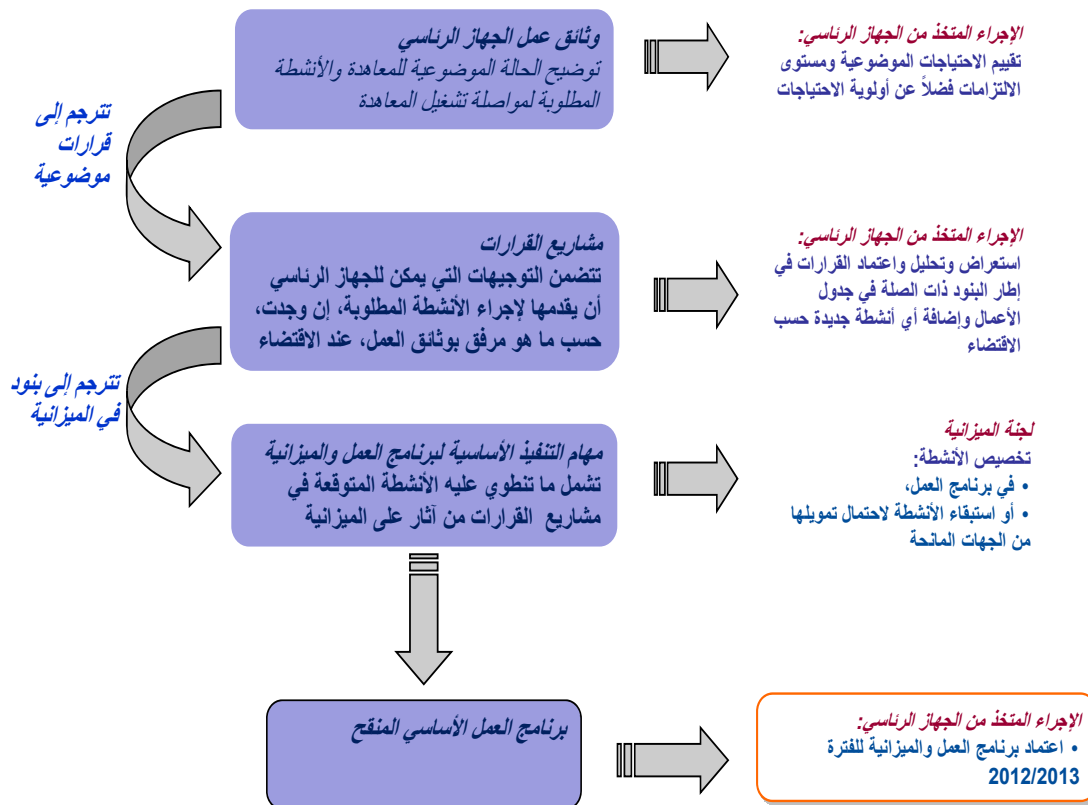 وثائق عمل الجهاز الرئاسي
توضيح الحالة الموضوعية للمعاهدة والأنشطة
المطلوبة لمواصلة تشغيل المعاهدة
الإجراء المتخذ من الجهاز الرئاسي:
تقييم الاحتياجات الموضوعية ومستوى
الالتزامات فضلاً عن أولوية الاحتياجات
تترجم إلى
قرارات
موضوعية
مشاريع القرارات
تتضمن التوجيهات التي يمكن للجهاز الرئاسي
أن يقدمها لإجراء الأنشطة المطلوبة، إن وجدت،
حسب ما هو مرفق بوثائق العمل، عند الاقتضاء
الإجراء المتخذ من الجهاز الرئاسي:
استعراض وتحليل واعتماد القرارات في
إطار البنود ذات الصلة في جدول
الأعمال وإضافة أي أنشطة جديدة حسب
الاقتضاء
تترجم إلى بنود
في الميزانية
مهام التنفيذ الأساسية لبرنامج العمل والميزانية
تشمل ما تنطوي عليه الأنشطة المتوقعة في
مشاريع القرارات من آثار على الميزانية
لجنة الميزانية
تخصيص الأنشطة:
• في برنامج العمل،
• أو استبقاء الأنشطة لاحتمال تمويلها
من الجهات المانحة
برنامج العمل الأساسي المنقح
الإجراء المتخذ من الجهاز الرئاسي:
• اعتماد برنامج العمل والميزانية للفترة
2012/2013